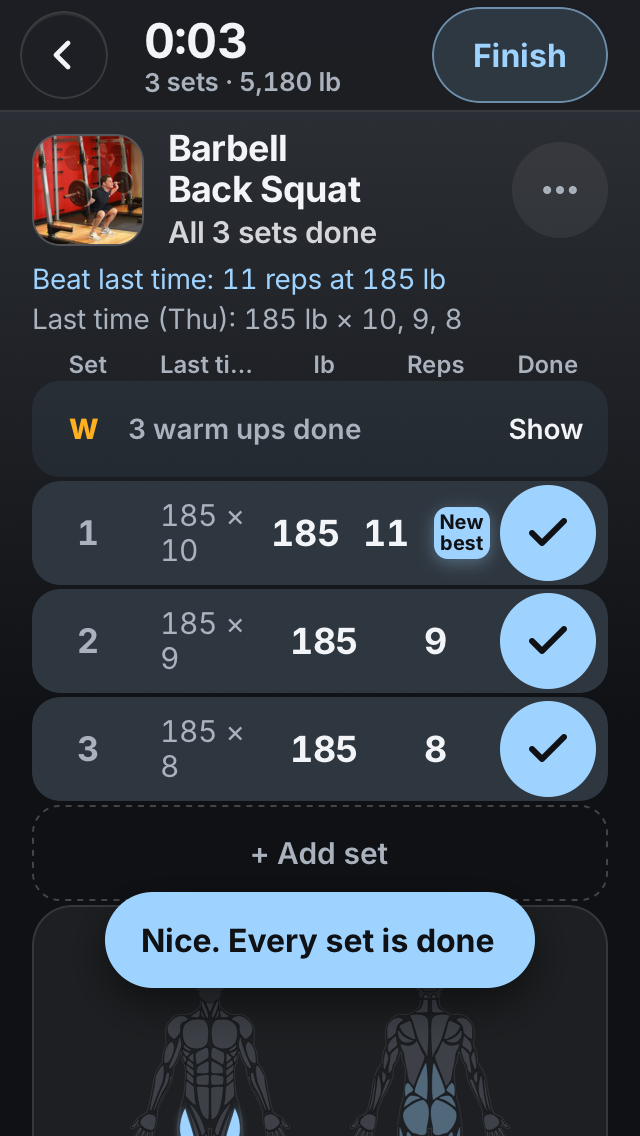 0:03
3 sets · 5,180 lb
Finish
Barbell
Back Squat
All 3 sets done
Beat last time: 11 reps at 185 lb
Last time (Thu): 185 lb × 10, 9, 8
Set Last ti... lb Reps Done
W 3 warm ups done Show
1 185 × 10 185 11 New best
2 185 × 9 185 9
3 185 × 8 185 8
+ Add set
Nice. Every set is done